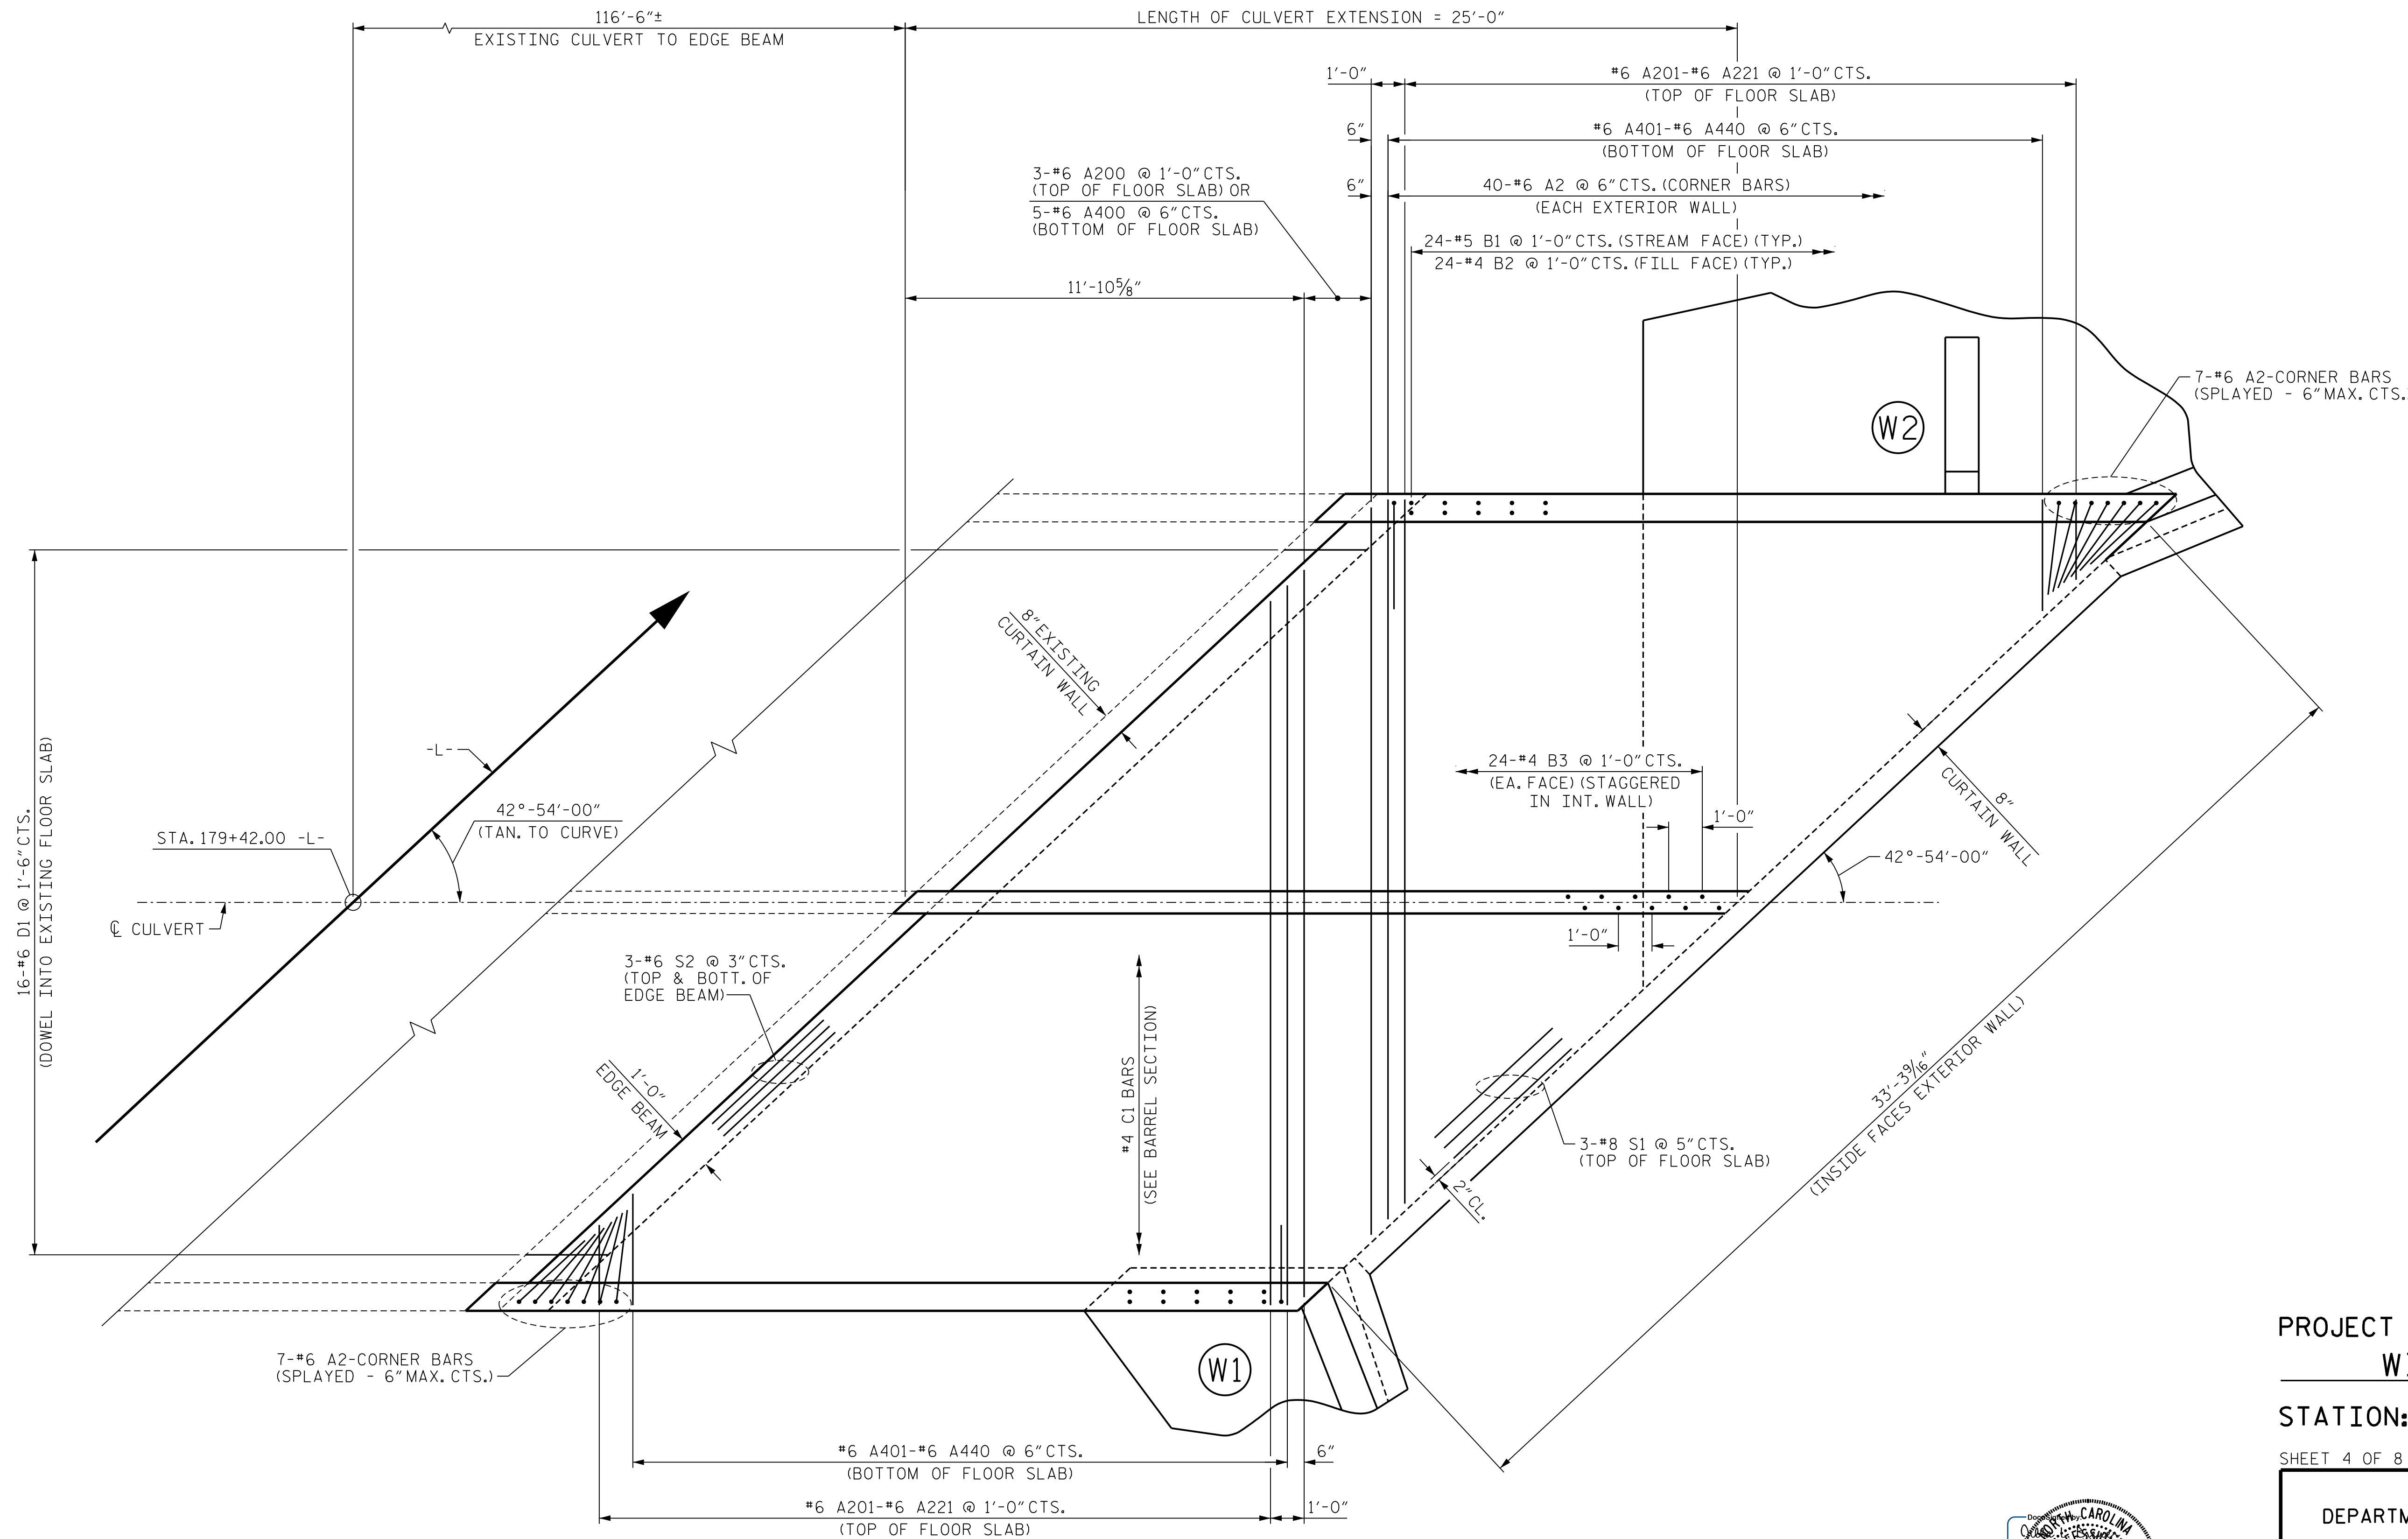 116'-6"±
EXISTING CULVERT TO EDGE BEAM
LENGTH OF CULVERT EXTENSION = 25'-0"
1'-0"
#6 A201-#6 A221 @ 1'-0" CTS.
(TOP OF FLOOR SLAB)
6"
#6 A401-#6 A440 @ 6" CTS.
(BOTTOM OF FLOOR SLAB)
3-#6 A200 @ 1'-0" CTS.
(TOP OF FLOOR SLAB) OR
5-#6 A400 @ 6" CTS.
(BOTTOM OF FLOOR SLAB)
6"
40-#6 A2 @ 6" CTS. (CORNER BARS)
(EACH EXTERIOR WALL)
24-#5 B1 @ 1'-0" CTS. (STREAM FACE) (TYP.)
24-#4 B2 @ 1'-0" CTS. (FILL FACE) (TYP.)
11'-10⅝"
7-#6 A2-CORNER BARS
(SPLAYED - 6" MAX. CTS.
W2
8" EXISTING
CURTAIN WALL
16-#6 D1 @ 1'-6" CTS.
(DOWEL INTO EXISTING FLOOR SLAB)
-L-
42°-54'-00"
(TAN. TO CURVE)
STA. 179+42.00 -L-
℄ CULVERT
24-#4 B3 @ 1'-0" CTS.
(EA. FACE) (STAGGERED
IN INT. WALL)
1'-0"
8"
CURTAIN WALL
42°-54'-00"
1'-0"
3-#6 S2 @ 3" CTS.
(TOP & BOTT. OF
EDGE BEAM)
1'-0"
EDGE BEAM
#4 C1 BARS
(SEE BARREL SECTION)
33'-3⁹⁄₁₆"
(INSIDE FACES EXTERIOR WALL)
3-#8 S1 @ 5" CTS.
(TOP OF FLOOR SLAB)
2" CL.
7-#6 A2-CORNER BARS
(SPLAYED - 6" MAX. CTS.)
W1
#6 A401-#6 A440 @ 6" CTS.
(BOTTOM OF FLOOR SLAB)
6"
#6 A201-#6 A221 @ 1'-0" CTS.
(TOP OF FLOOR SLAB)
1'-0"
PROJECT
STATION:
SHEET 4 OF 8
DEPARTM
NORTH CAROLINA